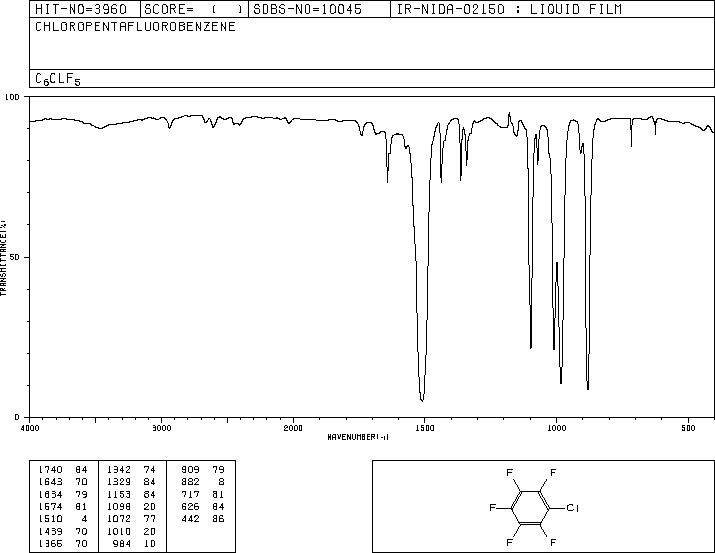 HIT-NO=3960 SCORE= ( ) SDBS-NO=10045 IR-NIDA-02150 : LIQUID FILM
CHLOROPENTAFLUOROBENZENE
C6CLF5
100
50
0
TRANSMITTANCE(%)
4000 3000 2000 1500 1000 500
WAVENUMBER(-1)
1740 84 1342 74 909 79
1643 70 1329 84 882 8
1634 79 1153 84 717 81
1574 81 1098 20 626 84
1510 4 1072 77 442 86
1439 70 1010 20
1366 70 984 10
F F
F Cl
F F